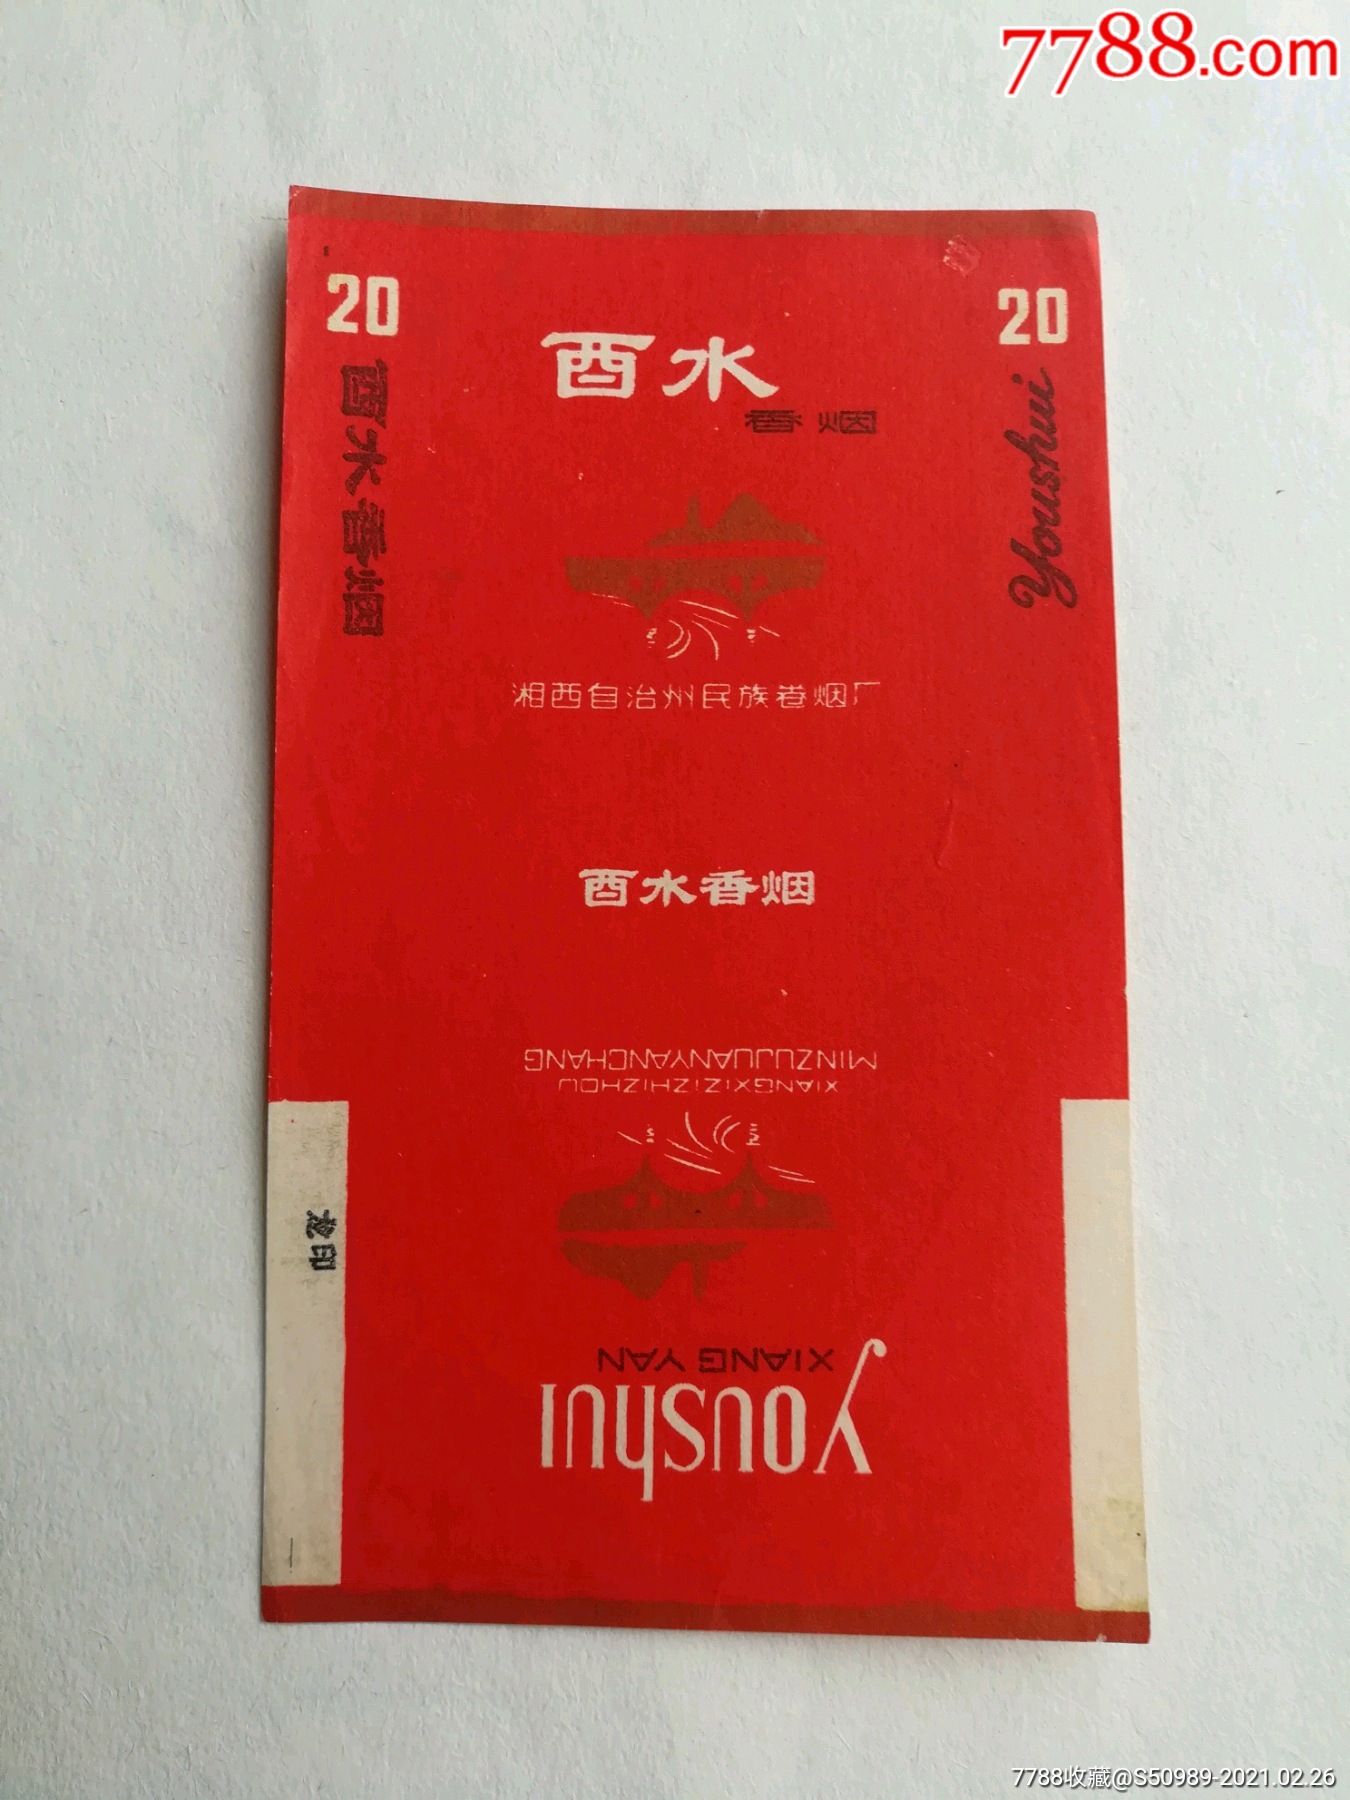 7788.com
20
20
酉水
香烟
酉水香烟
Youshui
湘西自治州民族卷烟厂
酉水香烟
MINZUJUANYANCHANG
XIANGXIZIZHIZHOU
龙印
XIANG YAN
youshui
7788收藏@S50989-2021.02.26